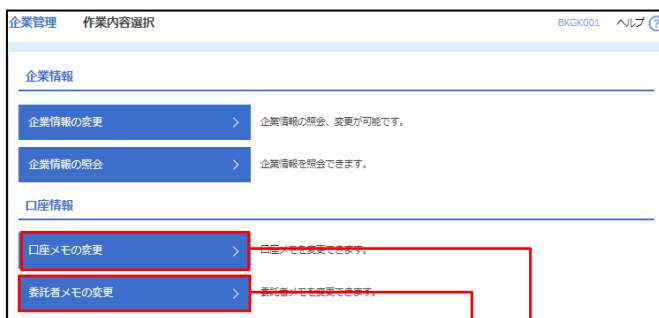 企業管理 作業内容選択 BKGK001 ヘルプ ?
企業情報
企業情報の変更 > 企業情報の照会、変更が可能です。
企業情報の照会 > 企業情報を照会できます。
口座情報
口座メモの変更 > 口座メモを変更できます。
委託者メモの変更 > 委託者メモを変更できます。